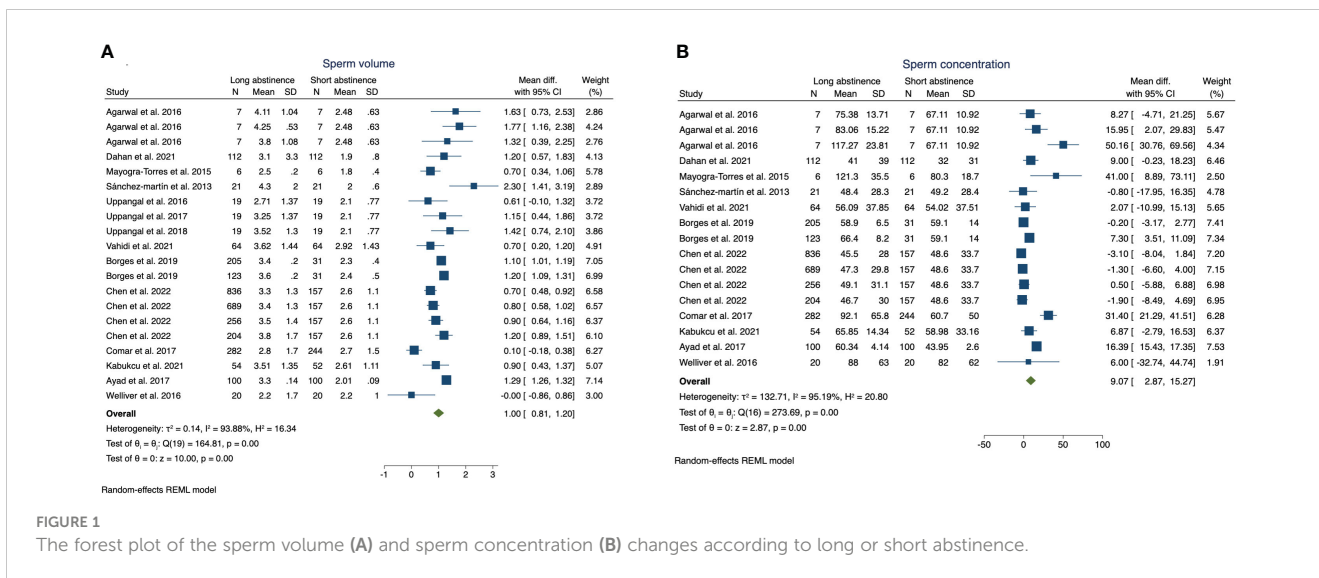 A
Sperm volume
Long abstinence Short abstinence Mean diff. Weight
Study N Mean SD N Mean SD with 95% CI (%)
Agarwal et al. 2016 7 4.11 1.04 7 2.48 .63 1.63 [ 0.73, 2.53] 2.86
Agarwal et al. 2016 7 4.25 .53 7 2.48 .63 1.77 [ 1.16, 2.38] 4.24
Agarwal et al. 2016 7 3.8 1.08 7 2.48 .63 1.32 [ 0.39, 2.25] 2.76
Dahan et al. 2021 112 3.1 3.3 112 1.9 .8 1.20 [ 0.57, 1.83] 4.13
Mayogra-Torres et al. 2015 6 2.5 .2 6 1.8 .4 0.70 [ 0.34, 1.06] 5.78
Sánchez-martín et al. 2013 21 4.3 2 21 2 .6 2.30 [ 1.41, 3.19] 2.89
Uppangal et al. 2016 19 2.71 1.37 19 2.1 .77 0.61 [ -0.10, 1.32] 3.72
Uppangal et al. 2017 19 3.25 1.37 19 2.1 .77 1.15 [ 0.44, 1.86] 3.72
Uppangal et al. 2018 19 3.52 1.3 19 2.1 .77 1.42 [ 0.74, 2.10] 3.86
Vahidi et al. 2021 64 3.62 1.44 64 2.92 1.43 0.70 [ 0.20, 1.20] 4.91
Borges et al. 2019 205 3.4 .2 31 2.3 .4 1.10 [ 1.01, 1.19] 7.05
Borges et al. 2019 123 3.6 .2 31 2.4 .5 1.20 [ 1.09, 1.31] 6.99
Chen et al. 2022 836 3.3 1.3 157 2.6 1.1 0.70 [ 0.48, 0.92] 6.58
Chen et al. 2022 689 3.4 1.3 157 2.6 1.1 0.80 [ 0.58, 1.02] 6.57
Chen et al. 2022 256 3.5 1.4 157 2.6 1.1 0.90 [ 0.64, 1.16] 6.37
Chen et al. 2022 204 3.8 1.7 157 2.6 1.1 1.20 [ 0.89, 1.51] 6.10
Comar et al. 2017 282 2.8 1.7 244 2.7 1.5 0.10 [ -0.18, 0.38] 6.27
Kabukcu et al. 2021 54 3.51 1.35 52 2.61 1.11 0.90 [ 0.43, 1.37] 5.07
Ayad et al. 2017 100 3.3 .14 100 2.01 .09 1.29 [ 1.26, 1.32] 7.14
Welliver et al. 2016 20 2.2 1.7 20 2.2 1 -0.00 [ -0.86, 0.86] 3.00
Overall 1.00 [ 0.81, 1.20]
Heterogeneity: τ² = 0.14, I² = 93.88%, H² = 16.34
Test of θᵢ = θⱼ: Q(19) = 164.81, p = 0.00
Test of θ = 0: z = 10.00, p = 0.00
-1 0 1 2 3
Random-effects REML model
B
Sperm concentration
Long abstinence Short abstinence Mean diff. Weight
Study N Mean SD N Mean SD with 95% CI (%)
Agarwal et al. 2016 7 75.38 13.71 7 67.11 10.92 8.27 [ -4.71, 21.25] 5.67
Agarwal et al. 2016 7 83.06 15.22 7 67.11 10.92 15.95 [ 2.07, 29.83] 5.47
Agarwal et al. 2016 7 117.27 23.81 7 67.11 10.92 50.16 [ 30.76, 69.56] 4.34
Dahan et al. 2021 112 41 39 112 32 31 9.00 [ -0.23, 18.23] 6.46
Mayogra-Torres et al. 2015 6 121.3 35.5 6 80.3 18.7 41.00 [ 8.89, 73.11] 2.50
Sánchez-martín et al. 2013 21 48.4 28.3 21 49.2 28.4 -0.80 [ -17.95, 16.35] 4.78
Vahidi et al. 2021 64 56.09 37.85 64 54.02 37.51 2.07 [ -10.99, 15.13] 5.65
Borges et al. 2019 205 58.9 6.5 31 59.1 14 -0.20 [ -3.17, 2.77] 7.41
Borges et al. 2019 123 66.4 8.2 31 59.1 14 7.30 [ 3.51, 11.09] 7.34
Chen et al. 2022 836 45.5 28 157 48.6 33.7 -3.10 [ -8.04, 1.84] 7.20
Chen et al. 2022 689 47.3 29.8 157 48.6 33.7 -1.30 [ -6.60, 4.00] 7.15
Chen et al. 2022 256 49.1 31.1 157 48.6 33.7 0.50 [ -5.88, 6.88] 6.98
Chen et al. 2022 204 46.7 30 157 48.6 33.7 -1.90 [ -8.49, 4.69] 6.95
Comar et al. 2017 282 92.1 65.8 244 60.7 50 31.40 [ 21.29, 41.51] 6.28
Kabukcu et al. 2021 54 65.85 14.34 52 58.98 33.16 6.87 [ -2.79, 16.53] 6.37
Ayad et al. 2017 100 60.34 4.14 100 43.95 2.6 16.39 [ 15.43, 17.35] 7.53
Welliver et al. 2016 20 88 63 20 82 62 6.00 [ -32.74, 44.74] 1.91
Overall 9.07 [ 2.87, 15.27]
Heterogeneity: τ² = 132.71, I² = 95.19%, H² = 20.80
Test of θᵢ = θⱼ: Q(16) = 273.69, p = 0.00
Test of θ = 0: z = 2.87, p = 0.00
-50 0 50 100
Random-effects REML model
FIGURE 1
The forest plot of the sperm volume (A) and sperm concentration (B) changes according to long or short abstinence.